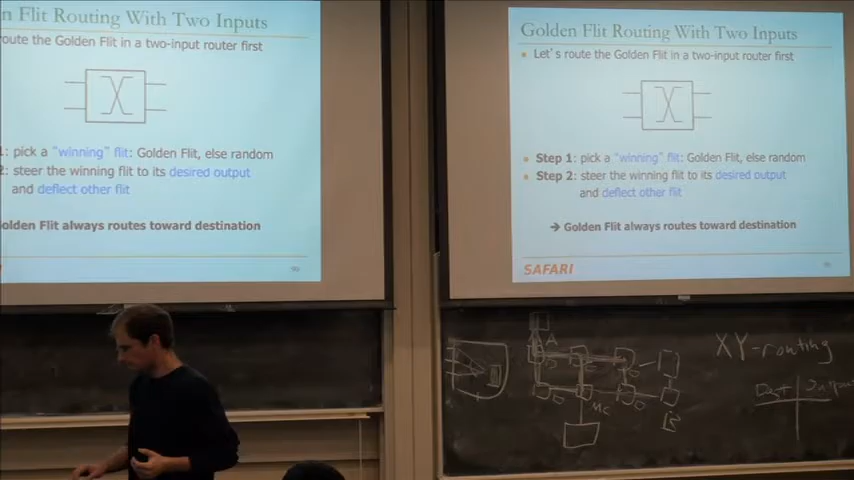 n Flit Routing With Two Inputs
oute the Golden Flit in a two-input router first
1: pick a "winning" flit: Golden Flit, else random
2: steer the winning flit to its desired output
and deflect other flit
olden Flit always routes toward destination
Golden Flit Routing With Two Inputs
Let's route the Golden Flit in a two-input router first
Step 1: pick a "winning" flit: Golden Flit, else random
Step 2: steer the winning flit to its desired output
and deflect other flit
→ Golden Flit always routes toward destination
SAFARI
A
MC
B
XY-routing